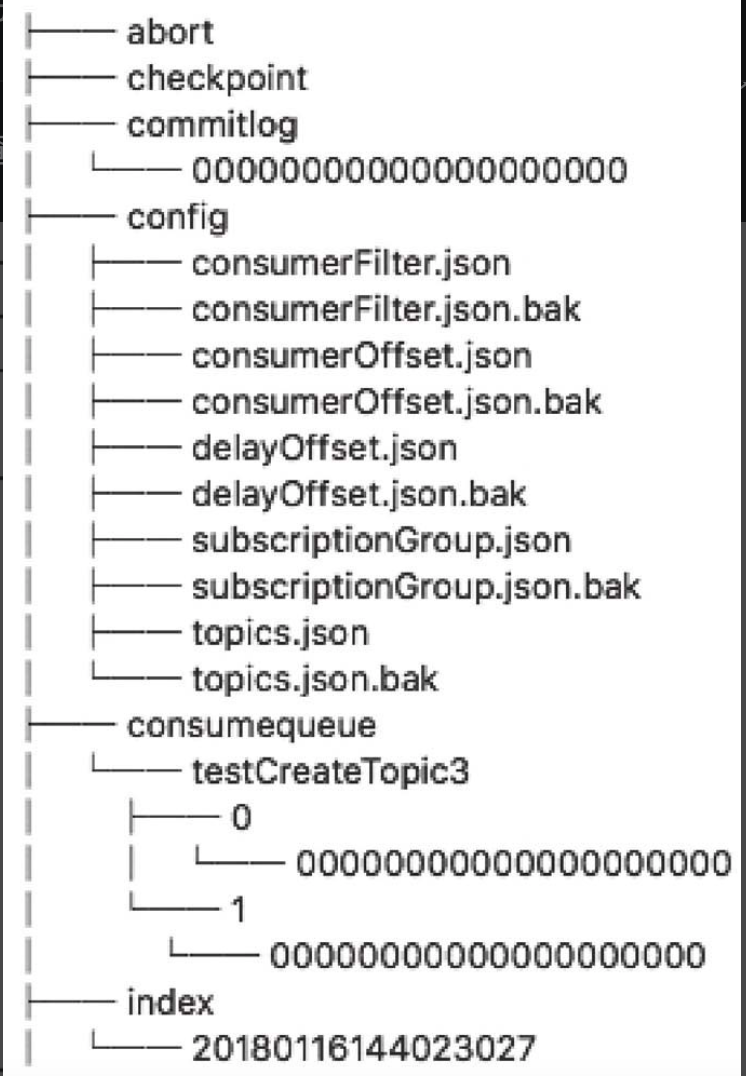 ├── abort
├── checkpoint
├── commitlog
│   └── 00000000000000000000
├── config
│   ├── consumerFilter.json
│   ├── consumerFilter.json.bak
│   ├── consumerOffset.json
│   ├── consumerOffset.json.bak
│   ├── delayOffset.json
│   ├── delayOffset.json.bak
│   ├── subscriptionGroup.json
│   ├── subscriptionGroup.json.bak
│   ├── topics.json
│   └── topics.json.bak
├── consumequeue
│   └── testCreateTopic3
│       ├── 0
│       │   └── 00000000000000000000
│       └── 1
│           └── 00000000000000000000
├── index
│   └── 20180116144023027